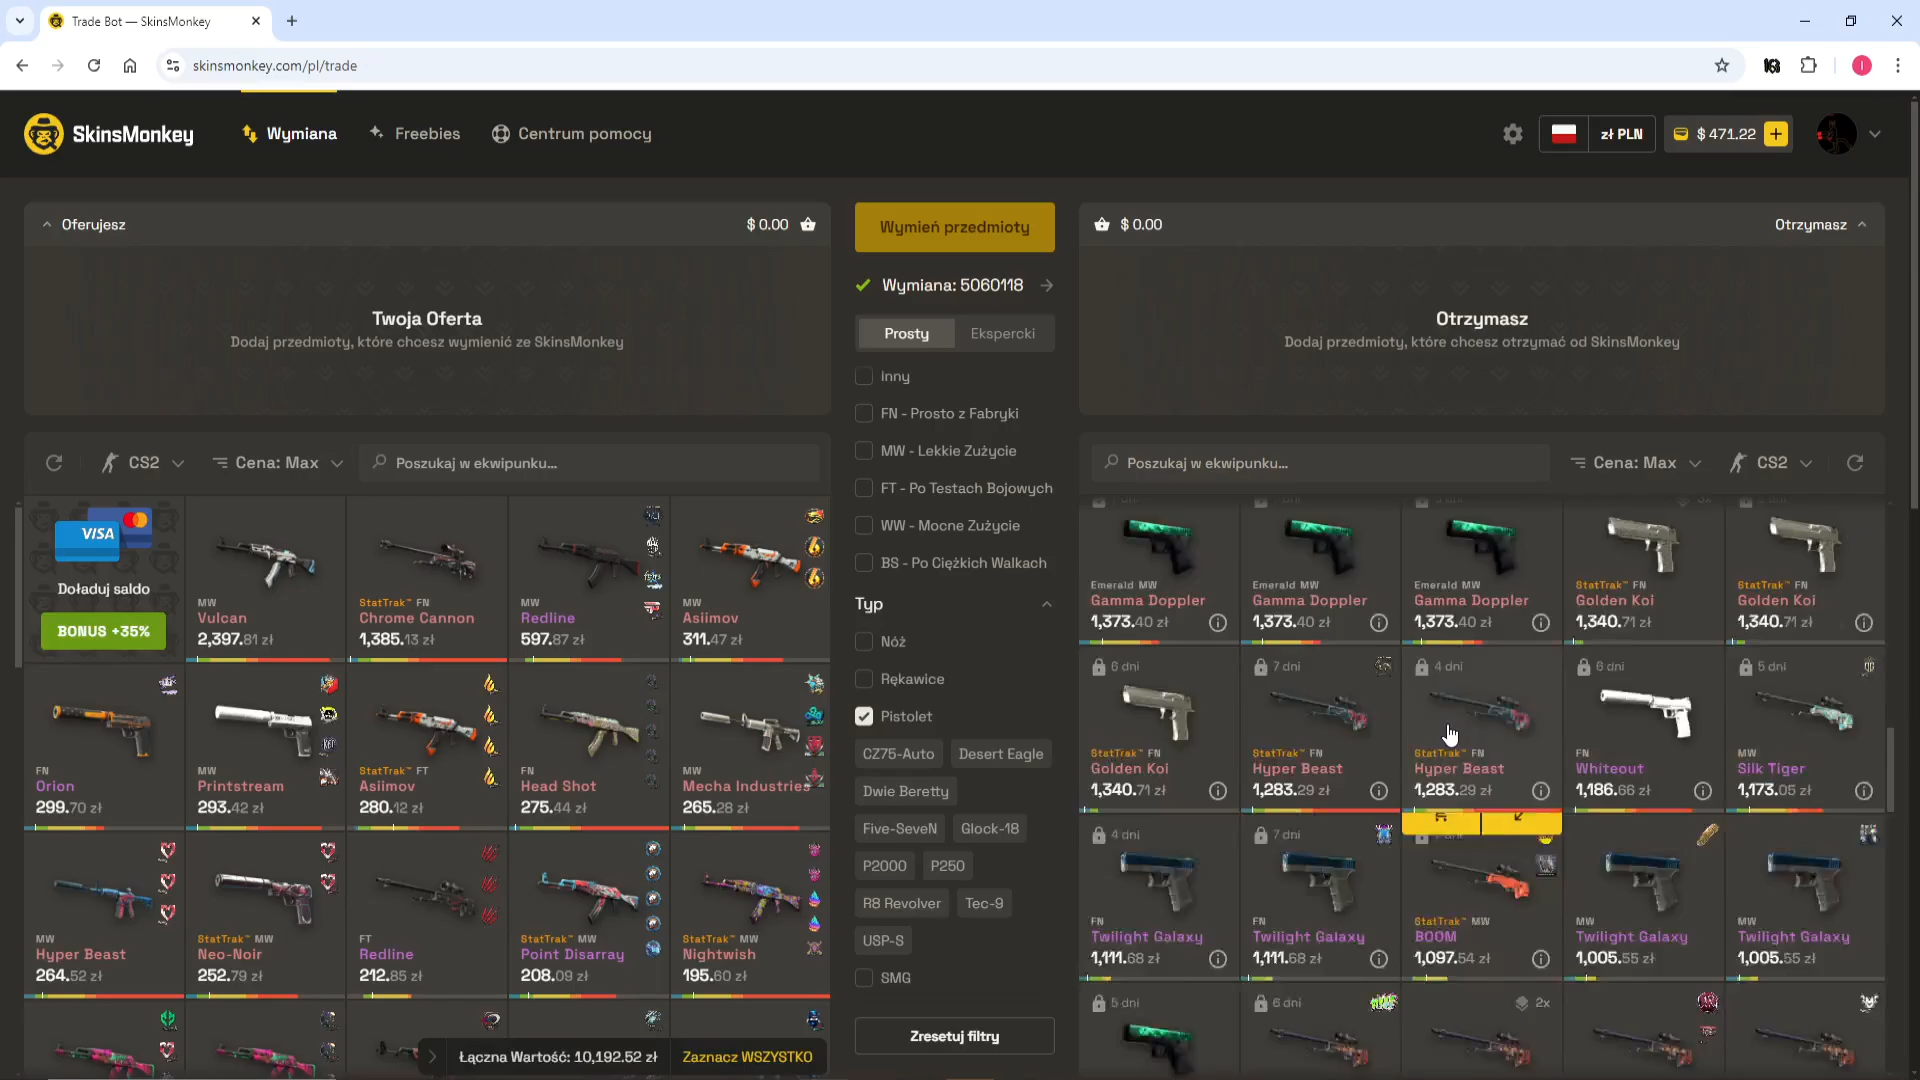 Trade Bot — SkinsMonkey
skinsmonkey.com/pl/trade
SkinsMonkey
Wymiana
Freebies
Centrum pomocy
zł PLN
$ 471.22
Oferujesz
$ 0.00
Wymień przedmioty
$ 0.00
Otrzymasz
Twoja Oferta
Dodaj przedmioty, które chcesz wymienić ze SkinsMonkey
Wymiana: 5060118
Otrzymasz
Dodaj przedmioty, które chcesz otrzymać od SkinsMonkey
Prosty
Ekspercki
Inny
FN - Prosto z Fabryki
MW - Lekkie Zużycie
FT - Po Testach Bojowych
WW - Mocne Zużycie
BS - Po Ciężkich Walkach
Typ
Nóż
Rękawice
Pistolet
CZ75-Auto
Desert Eagle
Dwie Beretty
Five-SeveN
Glock-18
P2000
P250
R8 Revolver
Tec-9
USP-S
SMG
Zresetuj filtry
CS2
Cena: Max
Poszukaj w ekwipunku...
VISA
Doładuj saldo
BONUS +35%
MW
Vulcan
2,397.81 zł
StatTrak™ FN
Chrome Cannon
1,385.13 zł
MW
Redline
597.87 zł
MW
Asiimov
311.47 zł
FN
Orion
299.70 zł
MW
Printstream
293.42 zł
StatTrak™ FT
Asiimov
280.12 zł
FN
Head Shot
275.44 zł
MW
Mecha Industries
265.28 zł
MW
Hyper Beast
264.52 zł
StatTrak™ MW
Neo-Noir
252.79 zł
FT
Redline
212.85 zł
StatTrak™ MW
Point Disarray
208.09 zł
StatTrak™ MW
Nightwish
195.60 zł
Łączna Wartość: 10,192.52 zł
Zaznacz WSZYSTKO
Poszukaj w ekwipunku...
Cena: Max
CS2
Emerald MW
Gamma Doppler
1,373.40 zł
Emerald MW
Gamma Doppler
1,373.40 zł
Emerald MW
Gamma Doppler
1,373.40 zł
StatTrak™ FN
Golden Koi
1,340.71 zł
StatTrak™ FN
Golden Koi
1,340.71 zł
6 dni
StatTrak™ FN
Golden Koi
1,340.71 zł
7 dni
StatTrak™ FN
Hyper Beast
1,283.29 zł
4 dni
StatTrak™ FN
Hyper Beast
1,283.29 zł
6 dni
FN
Whiteout
1,186.66 zł
5 dni
MW
Silk Tiger
1,173.05 zł
4 dni
FN
Twilight Galaxy
1,111.68 zł
7 dni
FN
Twilight Galaxy
1,111.68 zł
StatTrak™ MW
BOOM
1,097.54 zł
MW
Twilight Galaxy
1,005.55 zł
MW
Twilight Galaxy
1,005.55 zł
5 dni
6 dni
2x